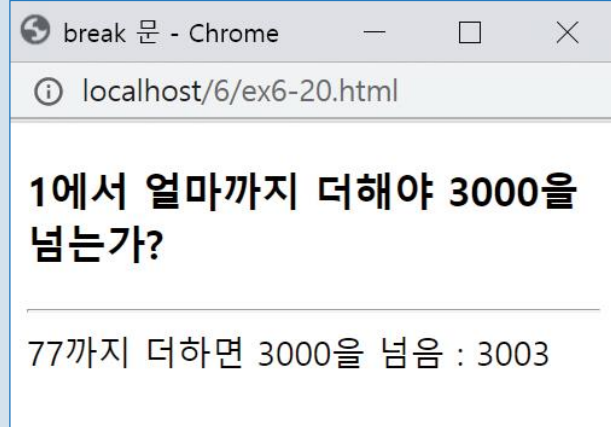 break 문 - Chrome
localhost/6/ex6-20.html
1에서 얼마까지 더해야 3000을
넘는가?
77까지 더하면 3000을 넘음 : 3003